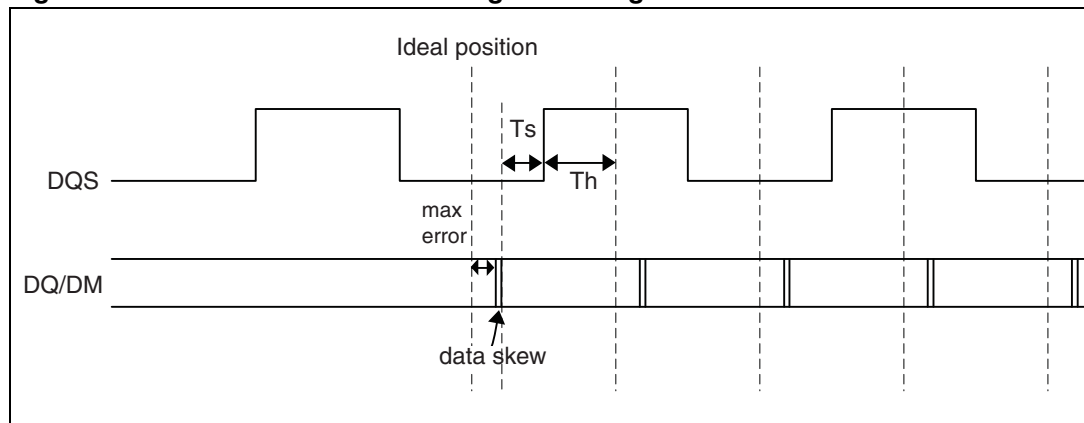 Ideal position
Ts
DQS
Th
max
error
DQ/DM
data skew